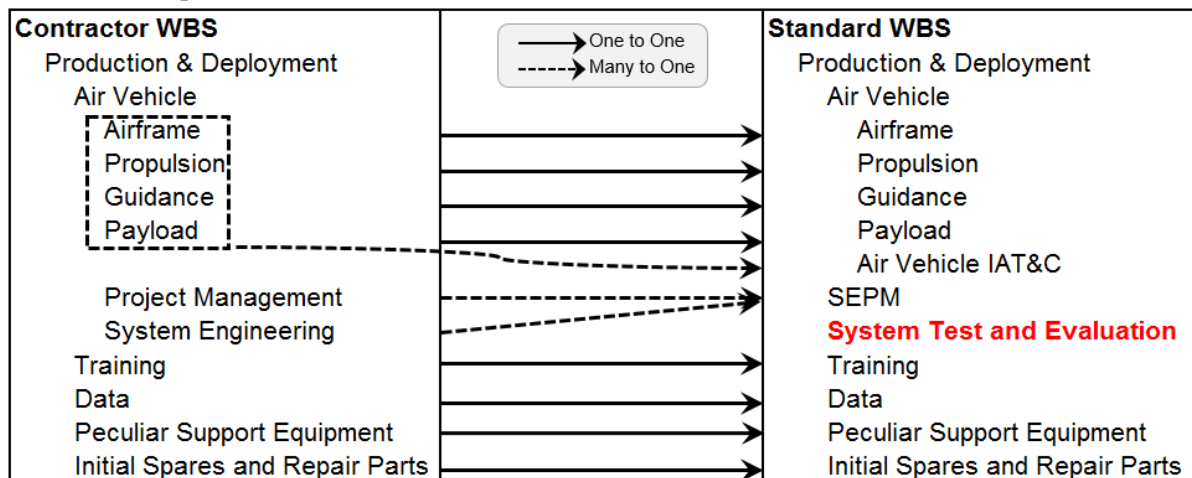 Contractor WBS
Production & Deployment
Air Vehicle
Airframe
Propulsion
Guidance
Payload
Project Management
System Engineering
Training
Data
Peculiar Support Equipment
Initial Spares and Repair Parts
One to One
Many to One
Standard WBS
Production & Deployment
Air Vehicle
Airframe
Propulsion
Guidance
Payload
Air Vehicle IAT&C
SEPM
System Test and Evaluation
Training
Data
Peculiar Support Equipment
Initial Spares and Repair Parts